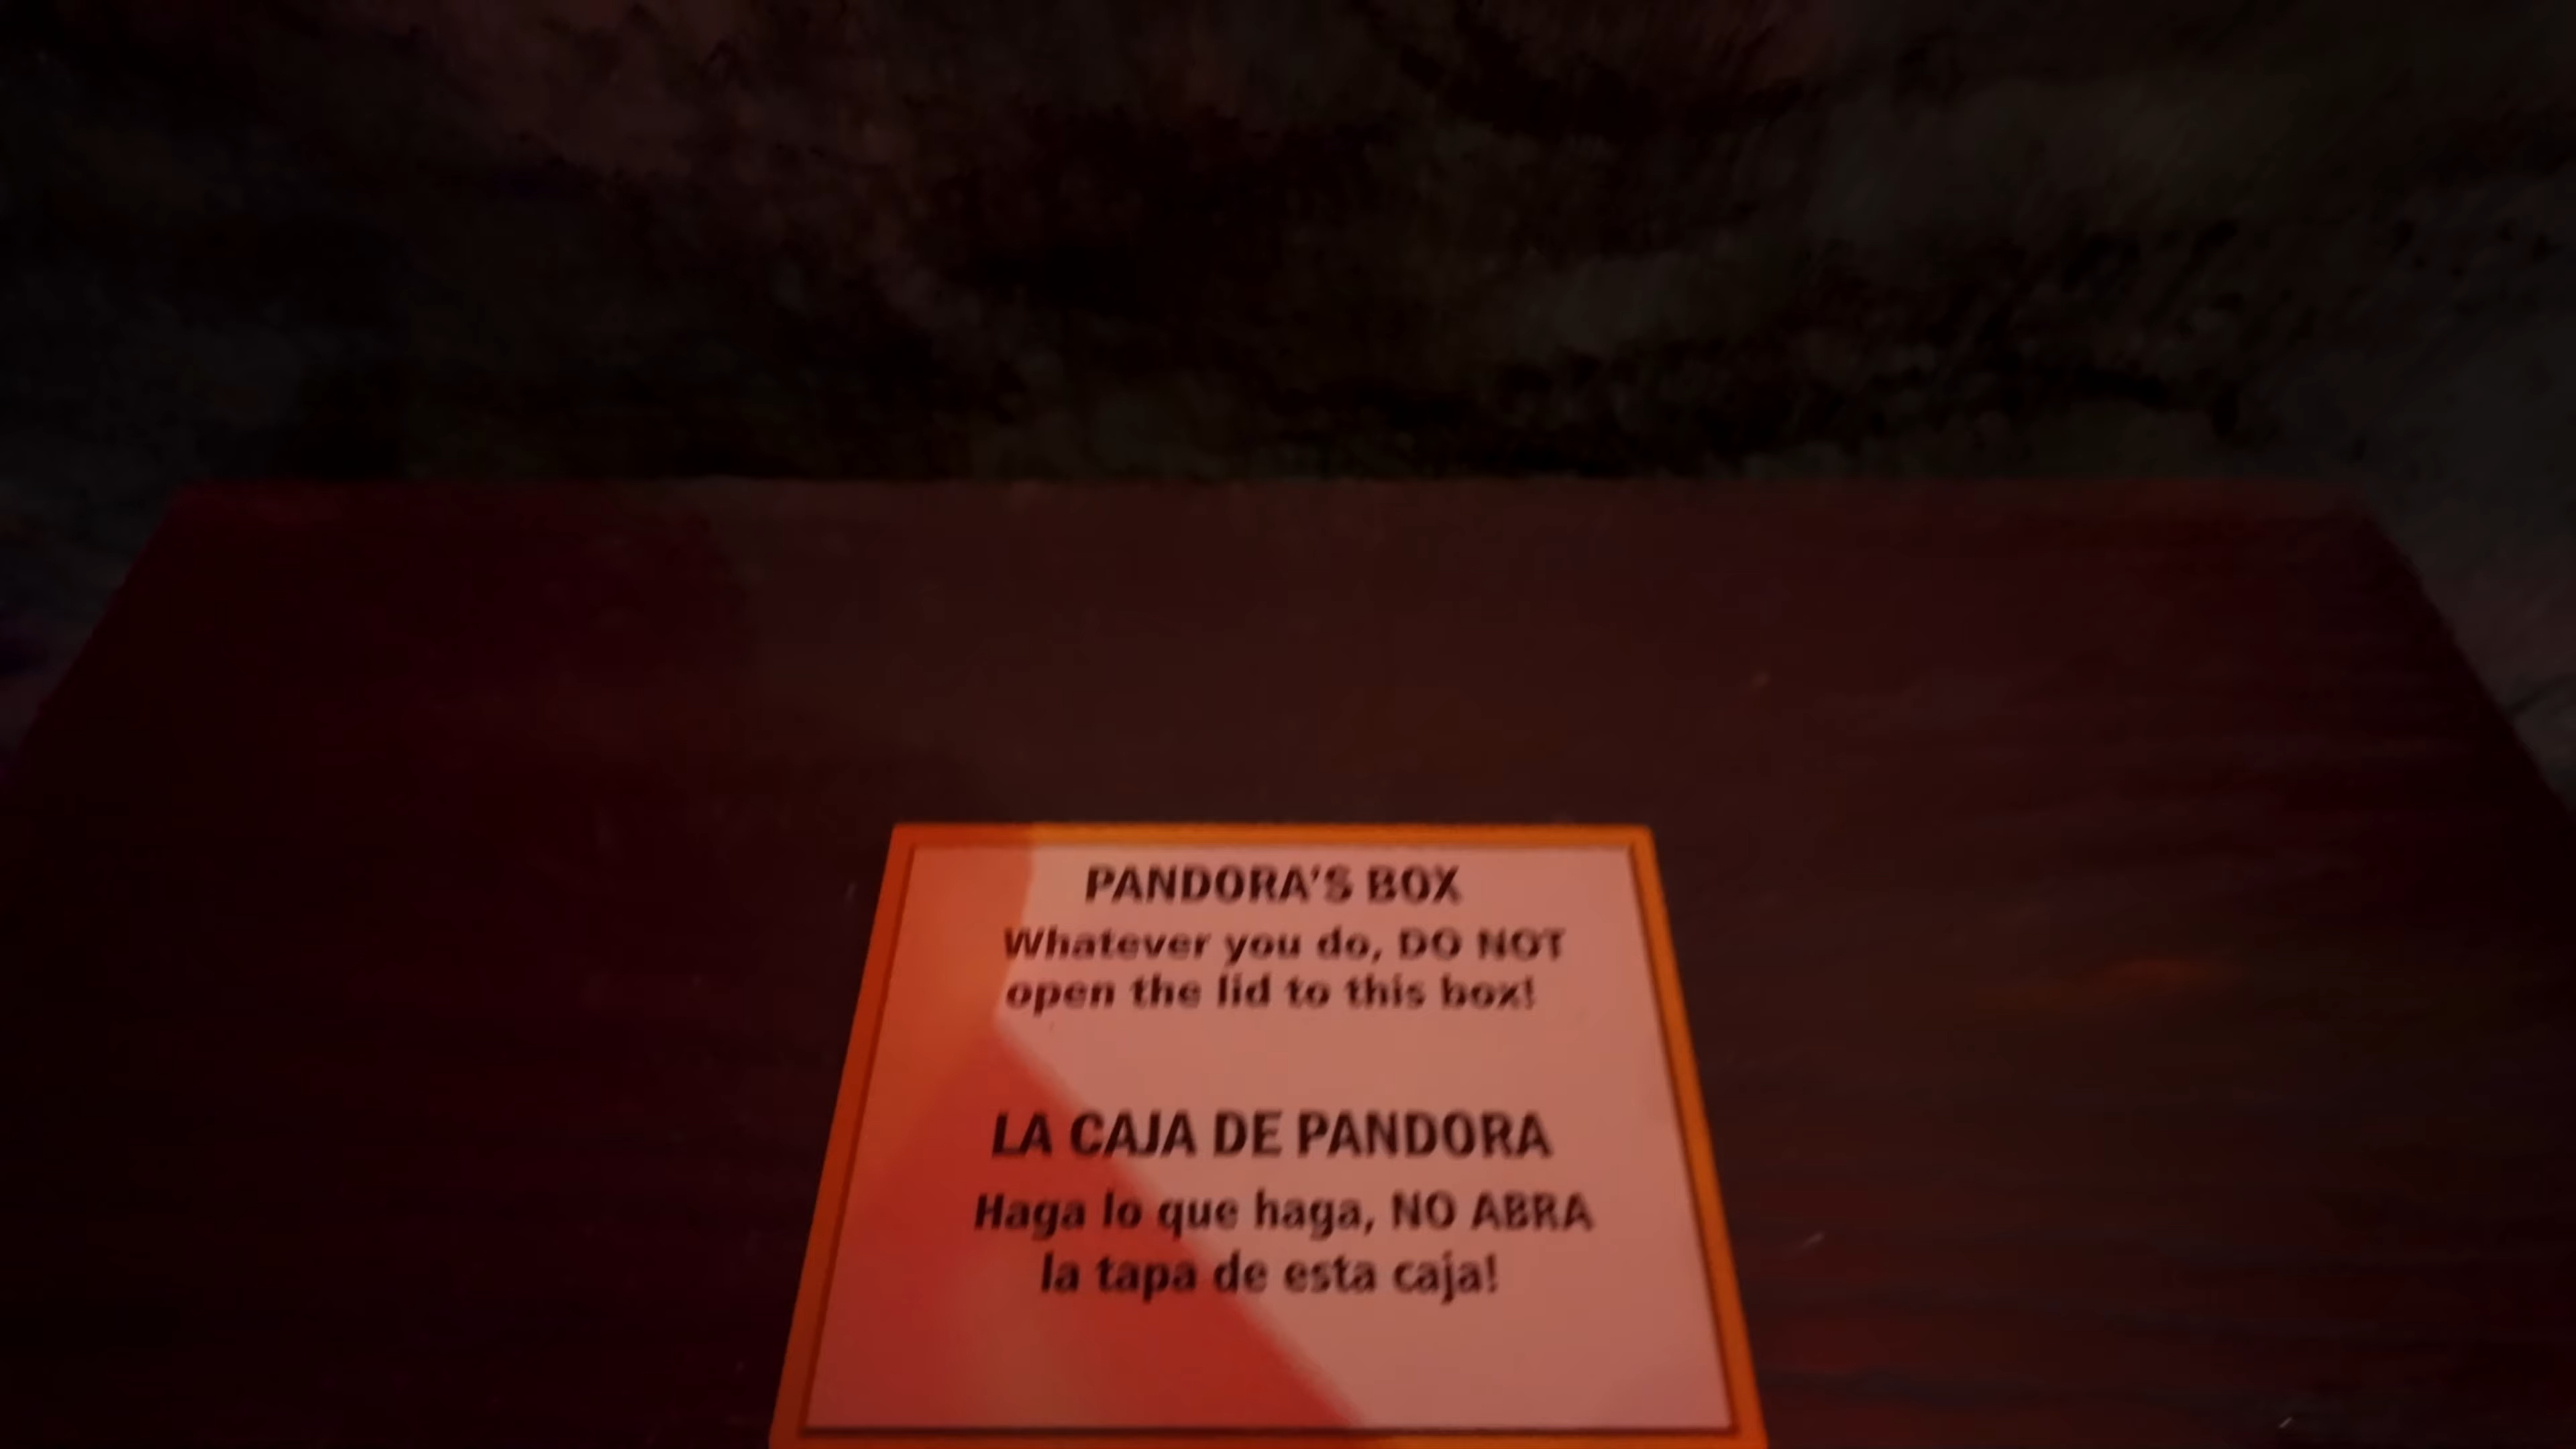 PANDORA'S BOX
Whatever you do, DO NOT
open the lid to this box!
LA CAJA DE PANDORA
Haga lo que haga, NO ABRA
la tapa de esta caja!